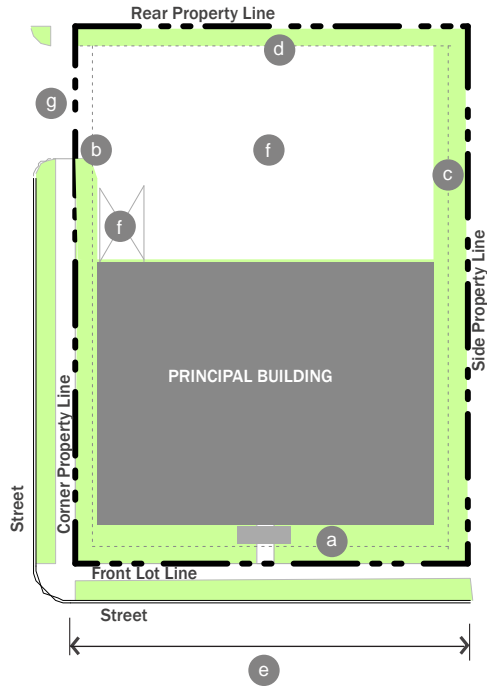 Rear Property Line
d
g
b
f
c
f
Side Property Line
PRINCIPAL BUILDING
Corner Property Line
Street
a
Front Lot Line
Street
e